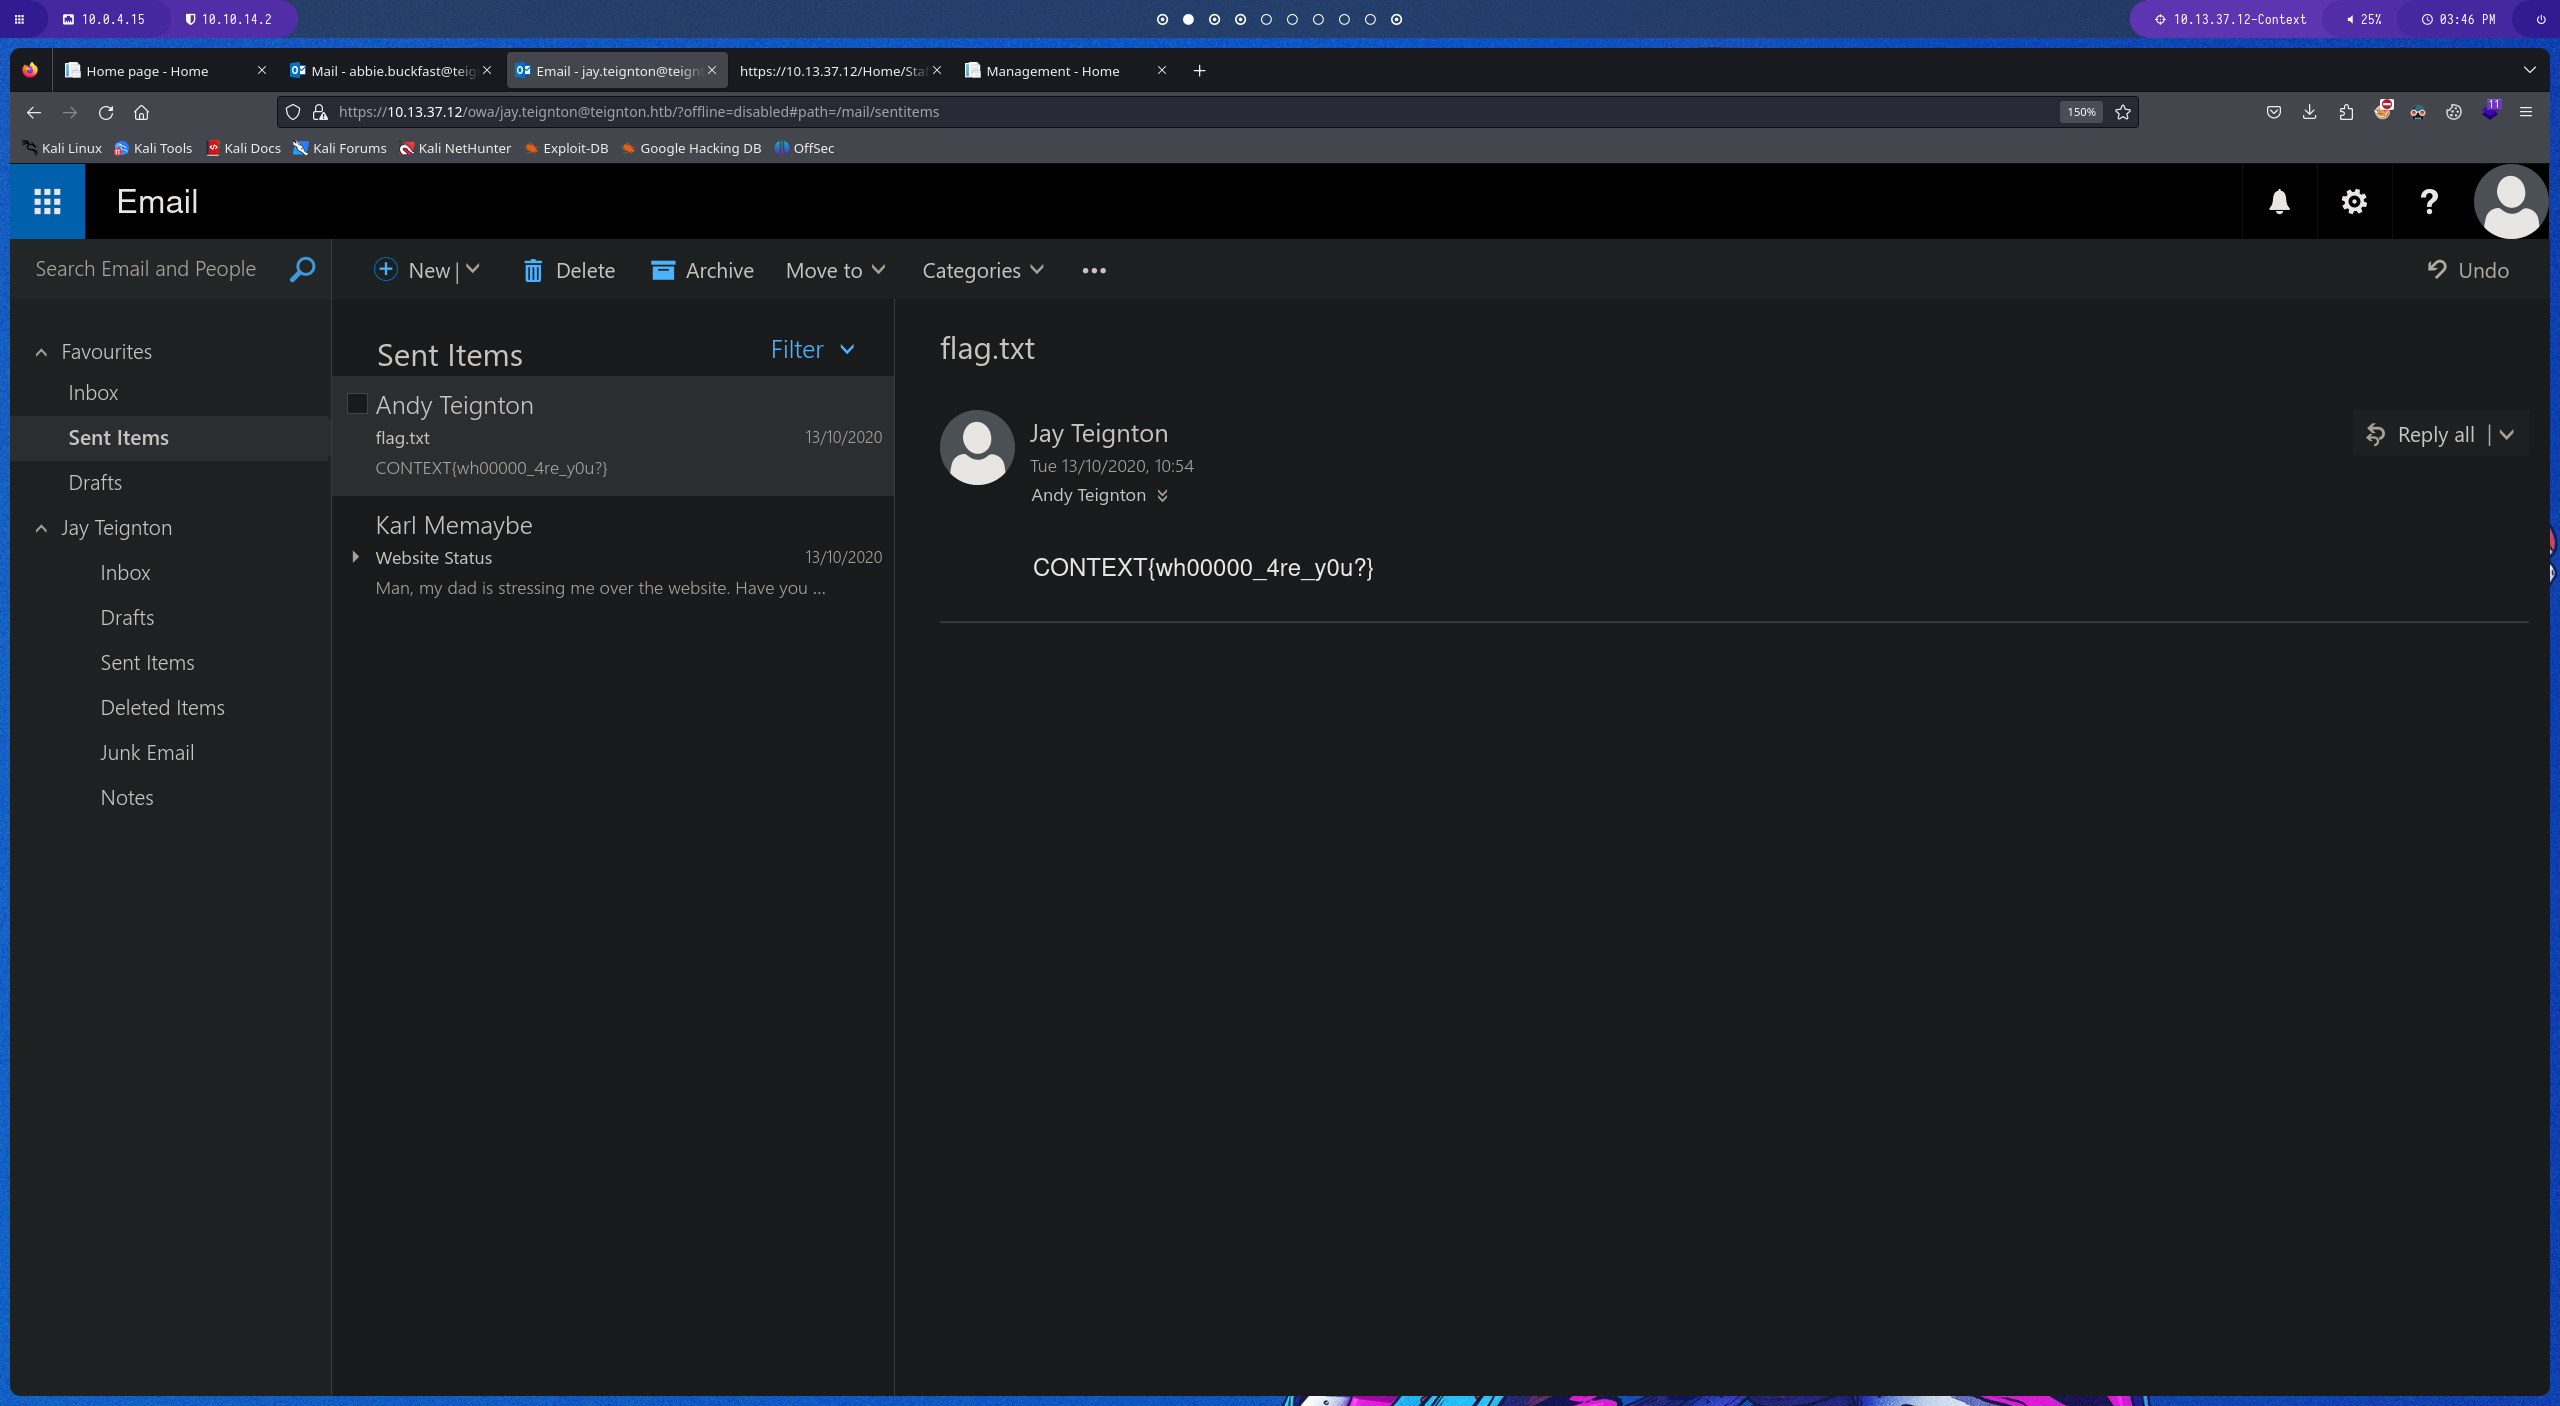 10.0.4.15 10.10.14.2 10.13.37.12-Context 25% 03:46 PM
Home page - Home Mail - abbie.buckfast@teig Email - jay.teignton@teignt https://10.13.37.12/Home/Staf Management - Home
https://10.13.37.12/owa/jay.teignton@teignton.htb/?offline=disabled#path=/mail/sentitems 150% 11
Kali Linux Kali Tools Kali Docs Kali Forums Kali NetHunter Exploit-DB Google Hacking DB OffSec
Email ?
Search Email and People New | Delete Archive Move to Categories ••• Undo
Favourites
Inbox
Sent Items
Drafts
Jay Teignton
Inbox
Drafts
Sent Items
Deleted Items
Junk Email
Notes
Sent Items Filter
Andy Teignton
flag.txt 13/10/2020
CONTEXT{wh00000_4re_y0u?}
Karl Memaybe
Website Status 13/10/2020
Man, my dad is stressing me over the website. Have you ...
flag.txt
Jay Teignton Reply all |
Tue 13/10/2020, 10:54
Andy Teignton
CONTEXT{wh00000_4re_y0u?}